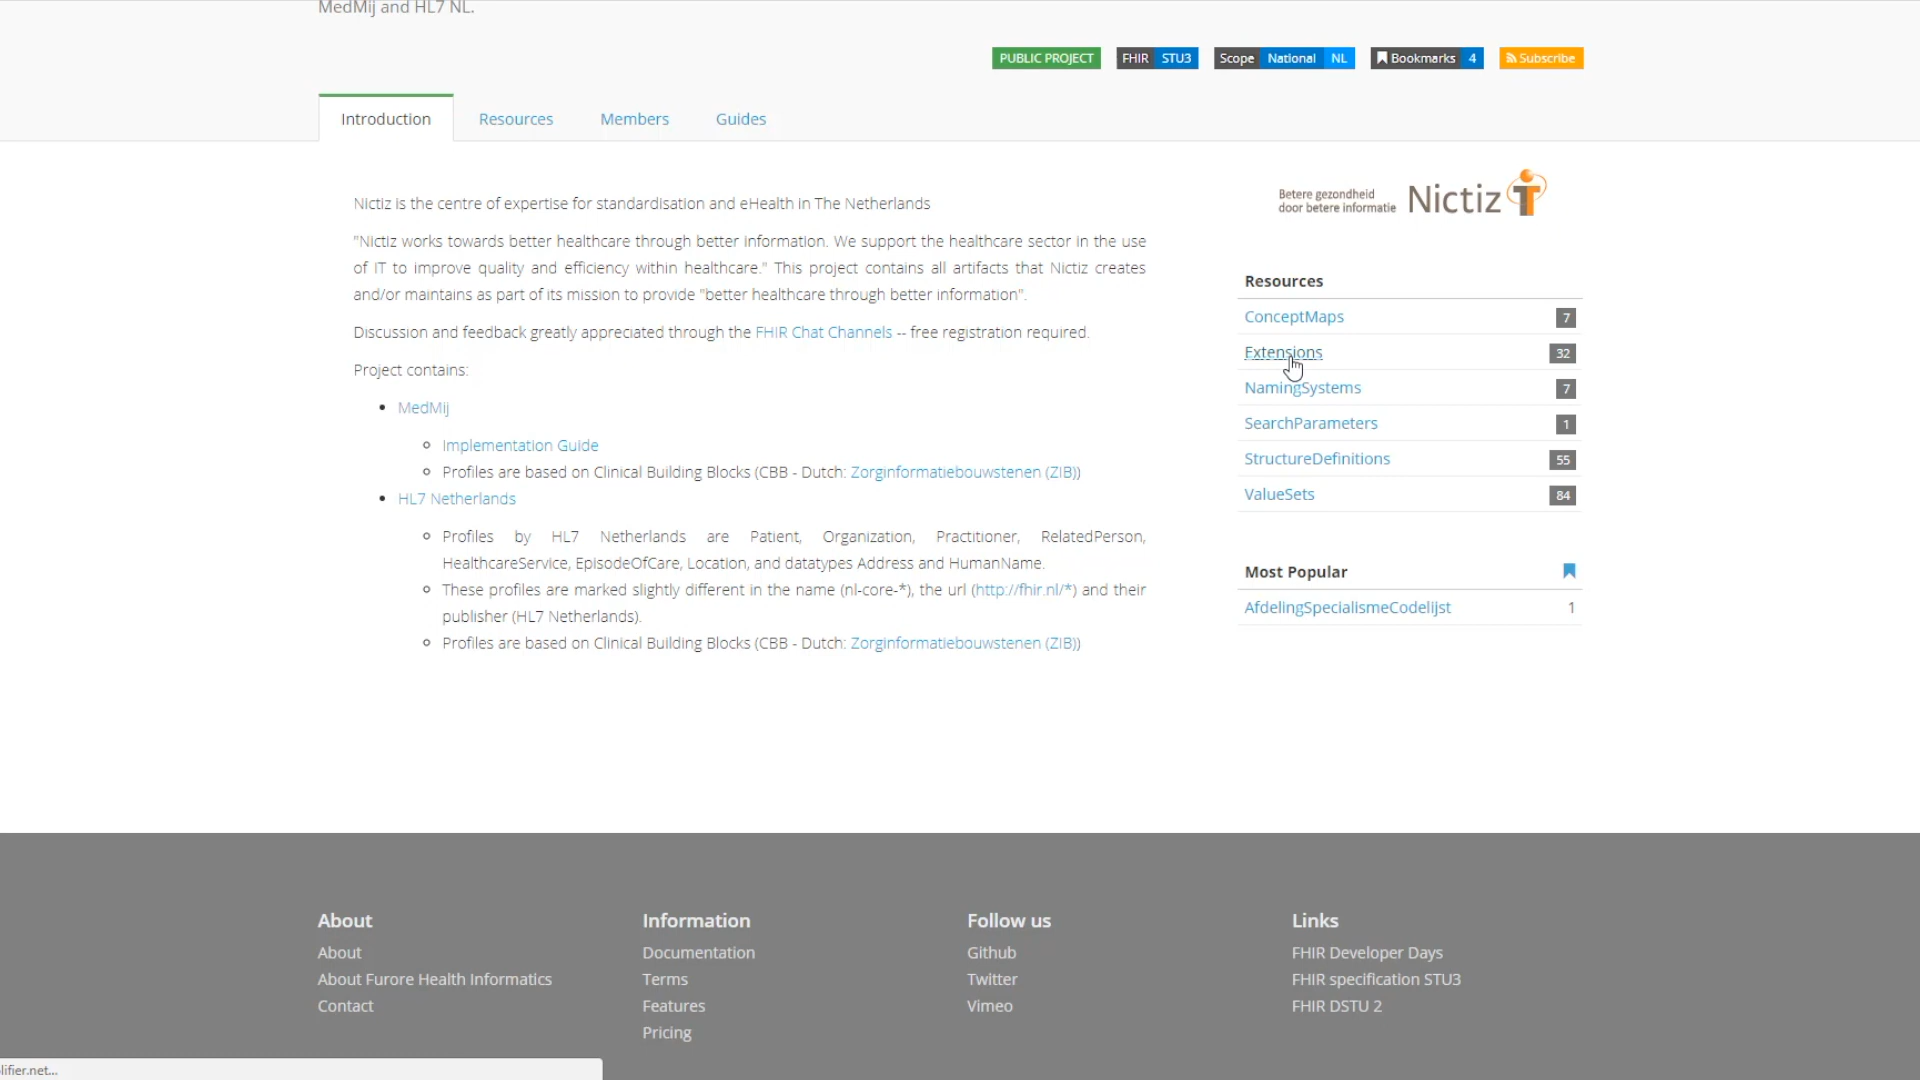 MedMij and HL7 NL.
PUBLIC PROJECT FHIR STU3 Scope National NL Bookmarks 4 Subscribe
Introduction Resources Members Guides
Nictiz is the centre of expertise for standardisation and eHealth in The Netherlands
"Nictiz works towards better healthcare through better information. We support the healthcare sector in the use
of IT to improve quality and efficiency within healthcare." This project contains all artifacts that Nictiz creates
and/or maintains as part of its mission to provide "better healthcare through better information".
Discussion and feedback greatly appreciated through the FHIR Chat Channels -- free registration required.
Project contains:
MedMij
Implementation Guide
Profiles are based on Clinical Building Blocks (CBB - Dutch: Zorginformatiebouwstenen (ZIB))
HL7 Netherlands
Profiles by HL7 Netherlands are Patient, Organization, Practitioner, RelatedPerson,
HealthcareService, EpisodeOfCare, Location, and datatypes Address and HumanName.
These profiles are marked slightly different in the name (nl-core-*), the url (http://fhir.nl/*) and their
publisher (HL7 Netherlands).
Profiles are based on Clinical Building Blocks (CBB - Dutch: Zorginformatiebouwstenen (ZIB))
Betere gezondheid
door betere informatie
Nictiz
Resources
ConceptMaps 7
Extensions 32
NamingSystems 7
SearchParameters 1
StructureDefinitions 55
ValueSets 84
Most Popular
AfdelingSpecialismeCodelijst 1
About
About
About Furore Health Informatics
Contact
Information
Documentation
Terms
Features
Pricing
Follow us
Github
Twitter
Vimeo
Links
FHIR Developer Days
FHIR specification STU3
FHIR DSTU 2
lifier.net...